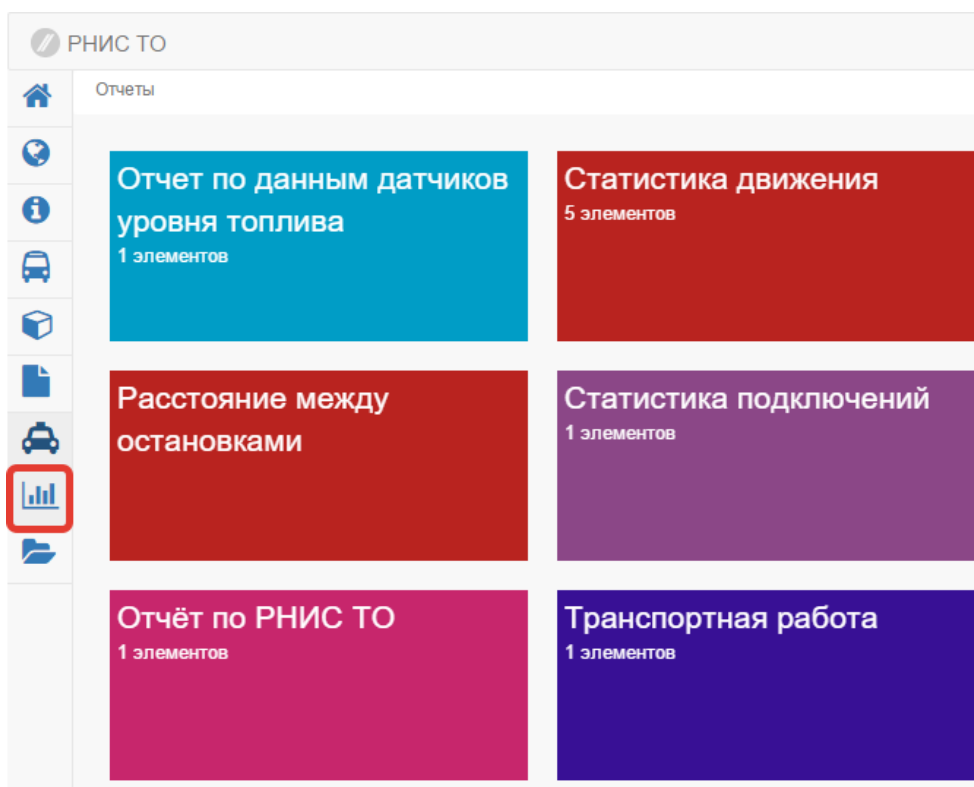 РНИС ТО
Отчеты
Отчет по данным датчиков
уровня топлива
1 элементов
Статистика движения
5 элементов
Расстояние между
остановками
Статистика подключений
1 элементов
Отчёт по РНИС ТО
1 элементов
Транспортная работа
1 элементов